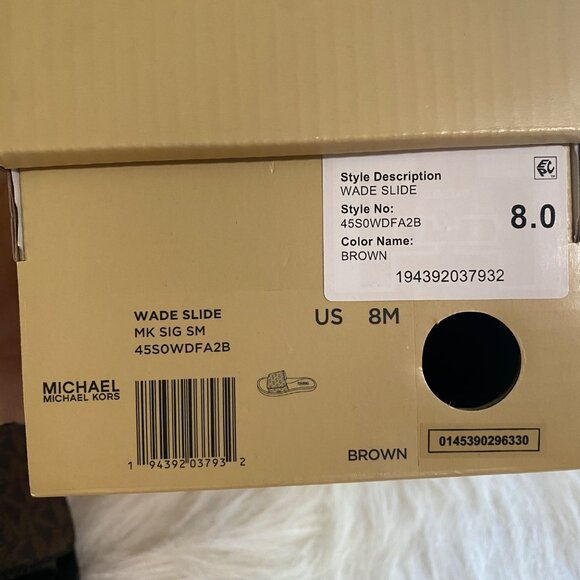 Style Description
WADE SLIDE
Style No:
45S0WDFA2B
8.0
Color Name:
BROWN
194392037932
WADE SLIDE
MK SIG SM
45S0WDFA2B
US 8M
MICHAEL
MICHAEL KORS
1 94392 03793 2
BROWN
0145390296330